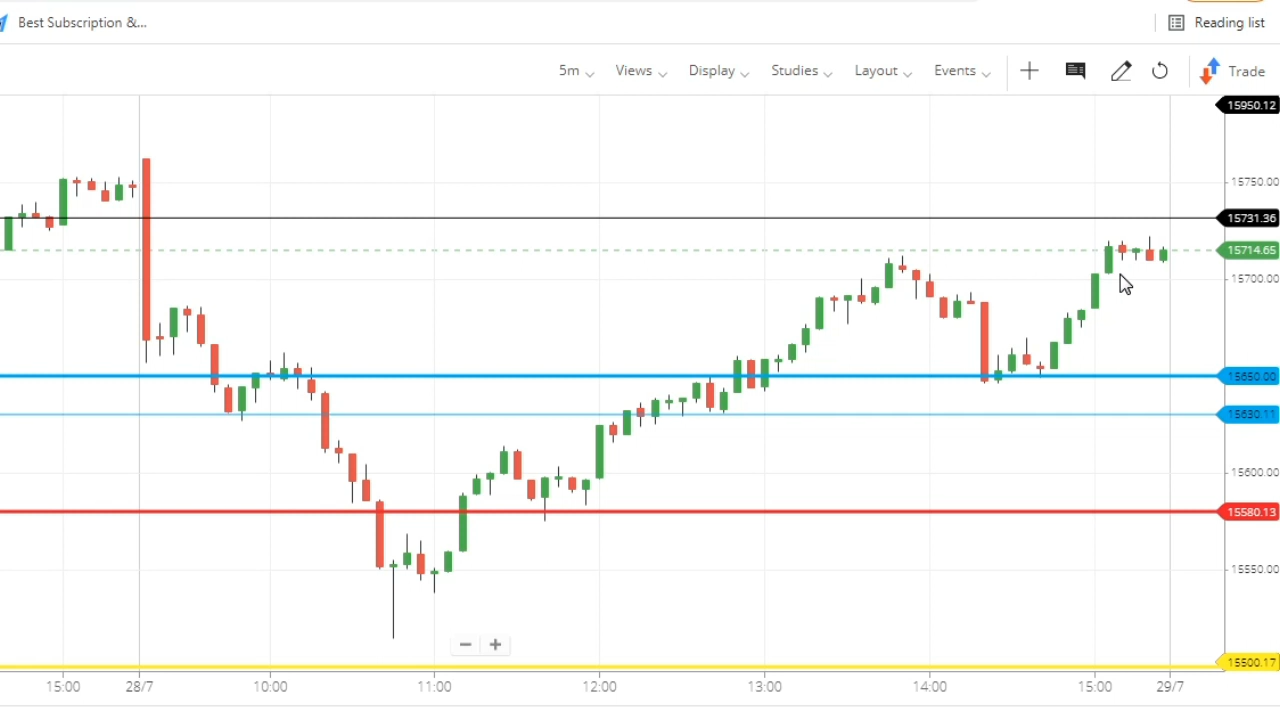 Best Subscription &...
Reading list
5m Views Display Studies Layout Events Trade
15950.12
15750.00
15731.36
15714.65
15700.00
15650.00
15630.11
15600.00
15580.13
15550.00
15500.17
15:00 28/7 10:00 11:00 12:00 13:00 14:00 15:00 29/7